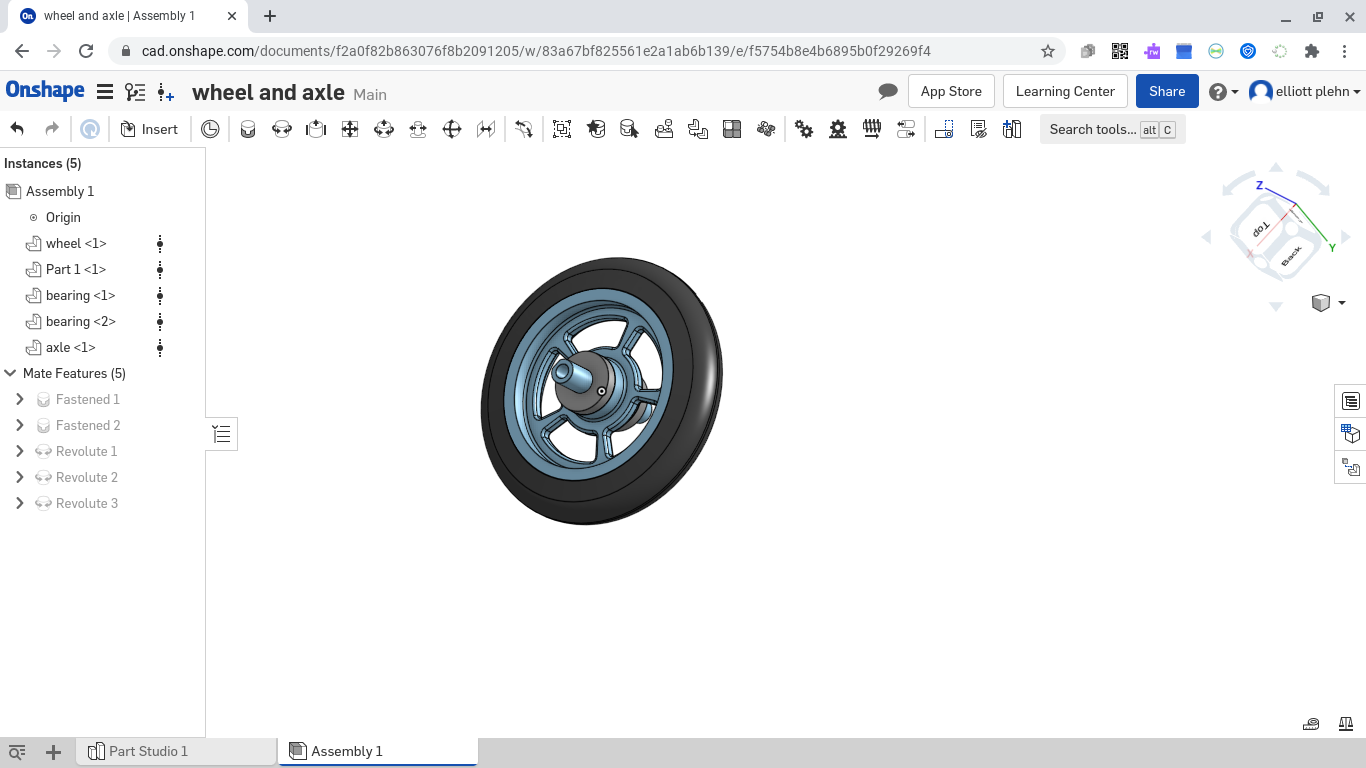 wheel and axle | Assembly 1
cad.onshape.com/documents/f2a0f82b863076f8b2091205/w/83a67bf825561e2a1ab6b139/e/f5754b8e4b6895b0f29269f4
Onshape wheel and axle Main App Store Learning Center Share elliott plehn
Insert Search tools... alt C
Instances (5)
Assembly 1
Origin
wheel <1>
Part 1 <1>
bearing <1>
bearing <2>
axle <1>
Mate Features (5)
Fastened 1
Fastened 2
Revolute 1
Revolute 2
Revolute 3
Z
Top
Y
X
Back
Part Studio 1
Assembly 1